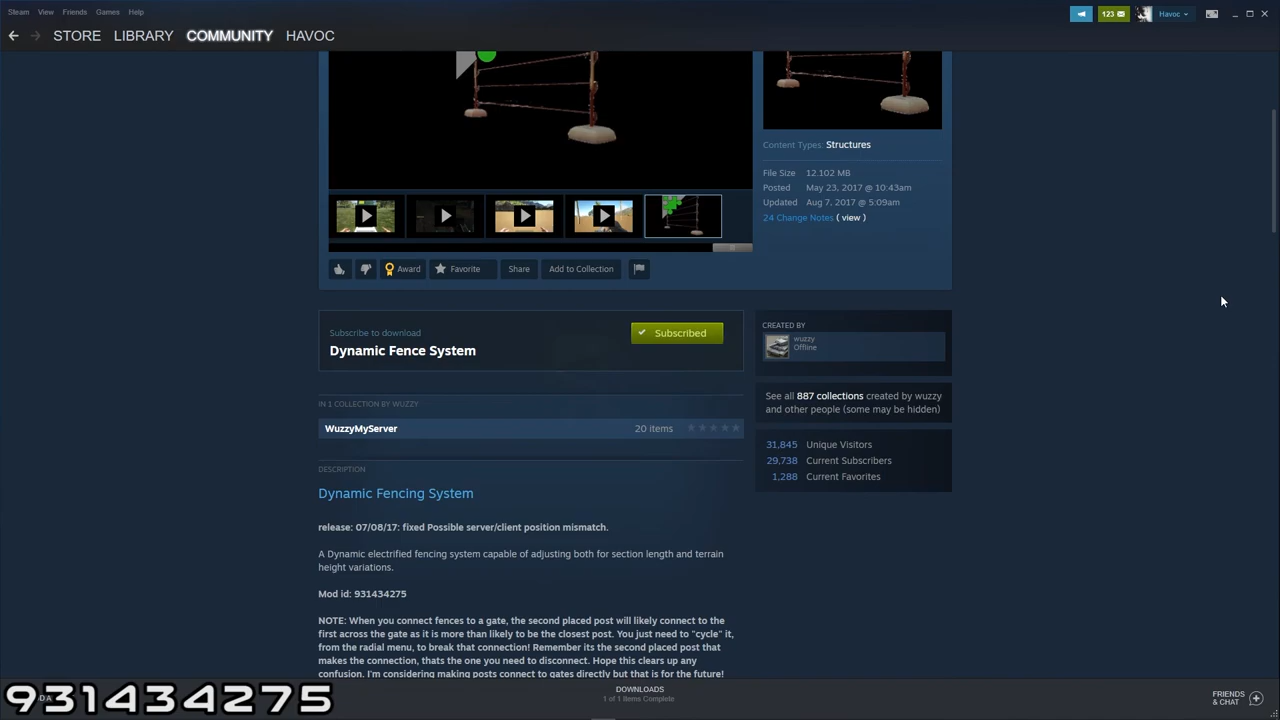 Steam View Friends Games Help
123 Havoc
STORE LIBRARY COMMUNITY HAVOC
Content Types: Structures
File Size 12.102 MB
Posted May 23, 2017 @ 10:43am
Updated Aug 7, 2017 @ 5:09am
24 Change Notes ( view )
Award Favorite Share Add to Collection
Subscribe to download
Dynamic Fence System
Subscribed
CREATED BY
wuzzy
Offline
See all 887 collections created by wuzzy
and other people (some may be hidden)
IN 1 COLLECTION BY WUZZY
WuzzyMyServer 20 items
31,845 Unique Visitors
29,738 Current Subscribers
1,288 Current Favorites
DESCRIPTION
Dynamic Fencing System
release: 07/08/17: fixed Possible server/client position mismatch.
A Dynamic electrified fencing system capable of adjusting both for section length and terrain
height variations.
Mod id: 931434275
NOTE: When you connect fences to a gate, the second placed post will likely connect to the
first across the gate as it is more than likely to be the closest post. You just need to "cycle" it,
from the radial menu, to break that connection! Remember its the second placed post that
makes the connection, thats the one you need to disconnect. Hope this clears up any
confusion. I'm considering making posts connect to gates directly but that is for the future!
931434275
DOWNLOADS
1 of 1 Items Complete
FRIENDS
& CHAT